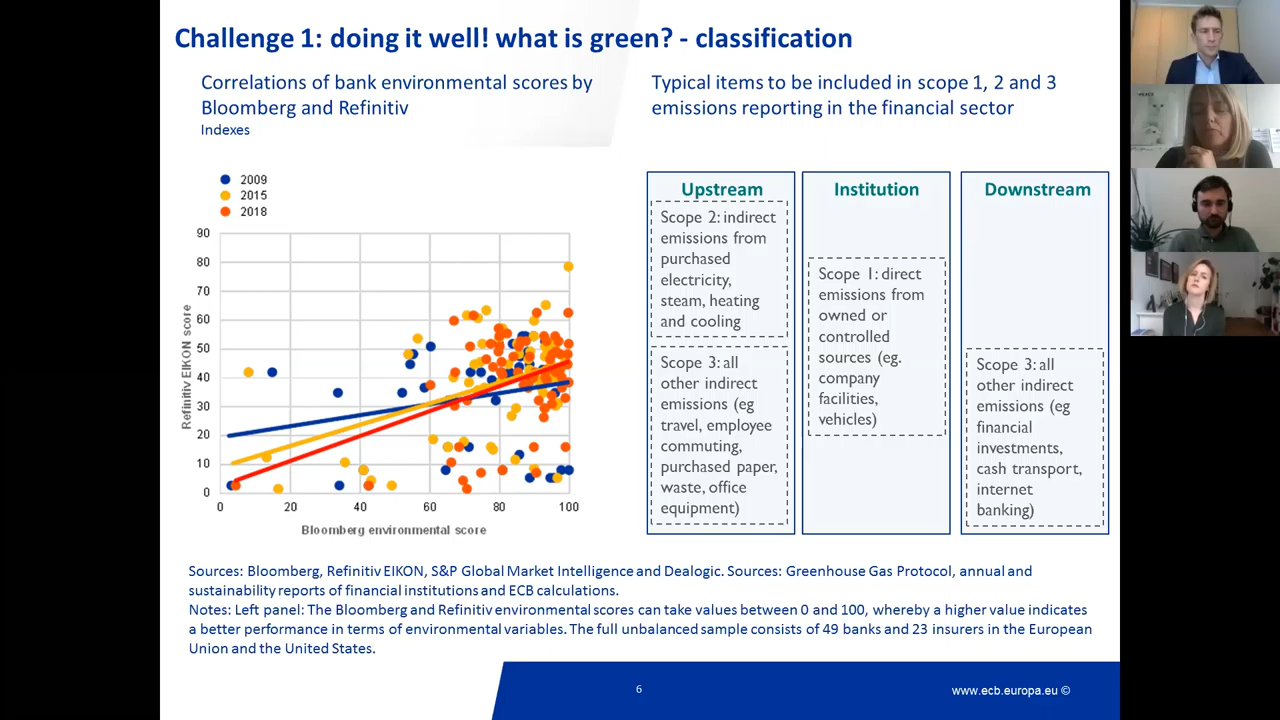 Challenge 1: doing it well! what is green? - classification
Correlations of bank environmental scores by
Bloomberg and Refinitiv
Indexes
2009
2015
2018
90
80
70
60
50
40
30
20
10
0
0 20 40 60 80 100
Refinitiv EIKON score
Bloomberg environmental score
Typical items to be included in scope 1, 2 and 3
emissions reporting in the financial sector
Upstream
Scope 2: indirect
emissions from
purchased
electricity,
steam, heating
and cooling
Scope 3: all
other indirect
emissions (eg
travel, employee
commuting,
purchased paper,
waste, office
equipment)
Institution
Scope 1: direct
emissions from
owned or
controlled
sources (eg.
company
facilities,
vehicles)
Downstream
Scope 3: all
other indirect
emissions (eg
financial
investments,
cash transport,
internet
banking)
Sources: Bloomberg, Refinitiv EIKON, S&P Global Market Intelligence and Dealogic. Sources: Greenhouse Gas Protocol, annual and
sustainability reports of financial institutions and ECB calculations.
Notes: Left panel: The Bloomberg and Refinitiv environmental scores can take values between 0 and 100, whereby a higher value indicates
a better performance in terms of environmental variables. The full unbalanced sample consists of 49 banks and 23 insurers in the European
Union and the United States.
6
www.ecb.europa.eu ©